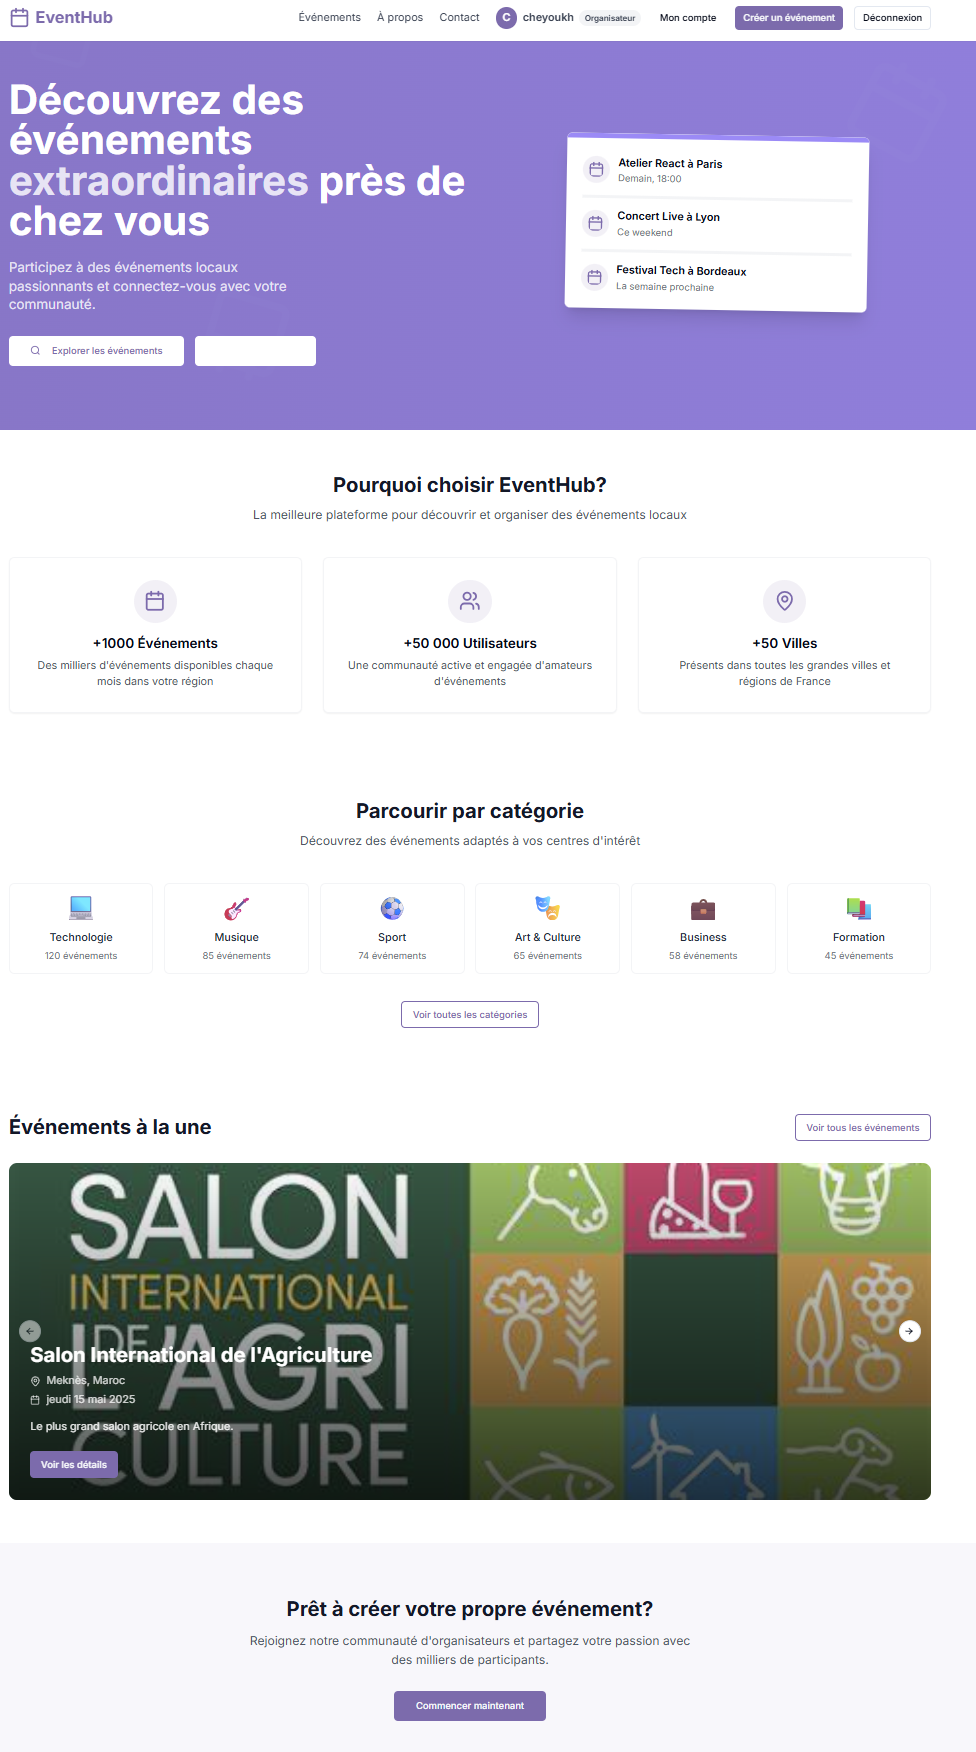 EventHub
Événements À propos Contact C cheyoukh Organisateur Mon compte Créer un événement Déconnexion
Découvrez des
événements
extraordinaires près de
chez vous
Participez à des événements locaux
passionnants et connectez-vous avec votre
communauté.
Explorer les événements
Atelier React à Paris
Demain, 18:00
Concert Live à Lyon
Ce weekend
Festival Tech à Bordeaux
La semaine prochaine
Pourquoi choisir EventHub?
La meilleure plateforme pour découvrir et organiser des événements locaux
+1000 Événements
Des milliers d'événements disponibles chaque
mois dans votre région
+50 000 Utilisateurs
Une communauté active et engagée d'amateurs
d'événements
+50 Villes
Présents dans toutes les grandes villes et
régions de France
Parcourir par catégorie
Découvrez des événements adaptés à vos centres d'intérêt
Technologie
120 événements
Musique
85 événements
Sport
74 événements
Art & Culture
65 événements
Business
58 événements
Formation
45 événements
Voir toutes les catégories
Événements à la une
Voir tous les événements
SALON
INTERNATIONAL
DE
L'AGRI
CULTURE
Salon International de l'Agriculture
Meknès, Maroc
jeudi 15 mai 2025
Le plus grand salon agricole en Afrique.
Voir les détails
Prêt à créer votre propre événement?
Rejoignez notre communauté d'organisateurs et partagez votre passion avec
des milliers de participants.
Commencer maintenant